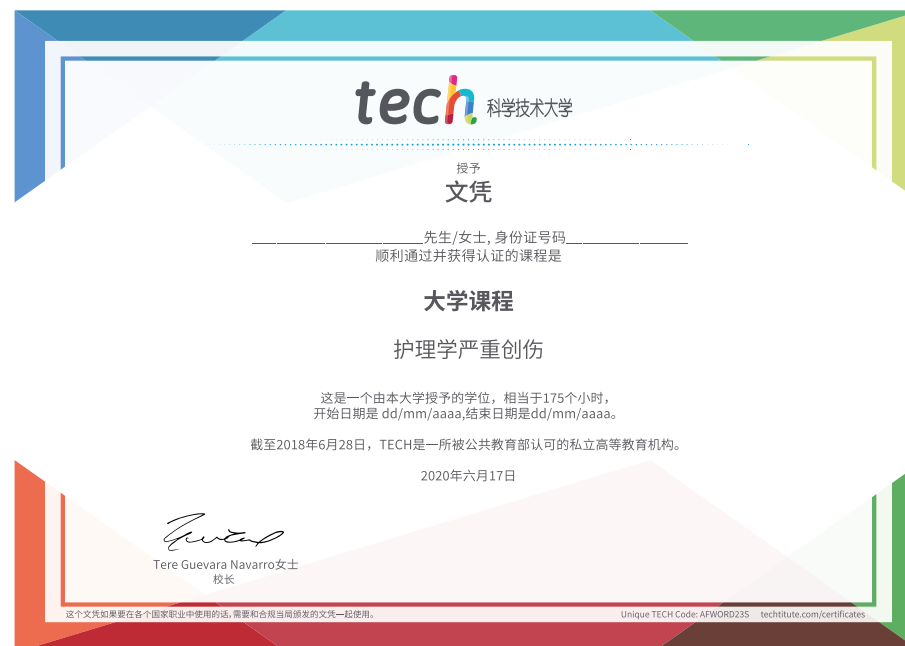 tech 科学技术大学
授予
文凭
______________________先生/女士, 身份证号码________________
顺利通过并获得认证的课程是
大学课程
护理学严重创伤
这是一个由本大学授予的学位，相当于175个小时，
开始日期是 dd/mm/aaaa,结束日期是dd/mm/aaaa。
截至2018年6月28日，TECH是一所被公共教育部认可的私立高等教育机构。
2020年六月17日
Tere Guevara Navarro女士
校长
这个文凭如果要在各个国家职业中使用的话, 需要和合规当局颁发的文凭一起使用。
Unique TECH Code: AFWORD23S techtitute.com/certificates